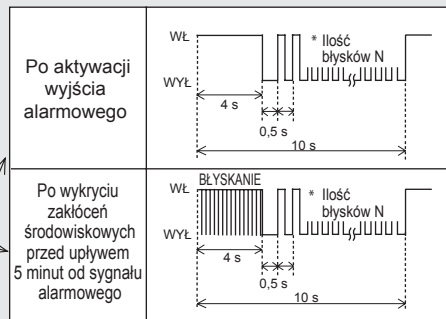 Po aktywacji
wyjścia
alarmowego
WŁ
WYŁ
* Ilość
błysków N
4 s
0,5 s
10 s
Po wykryciu
zakłóceń
środowiskowych
przed upływem
5 minut od sygnału
alarmowego
BŁYSKANIE
WŁ
WYŁ
* Ilość
błysków N
4 s
0,5 s
10 s